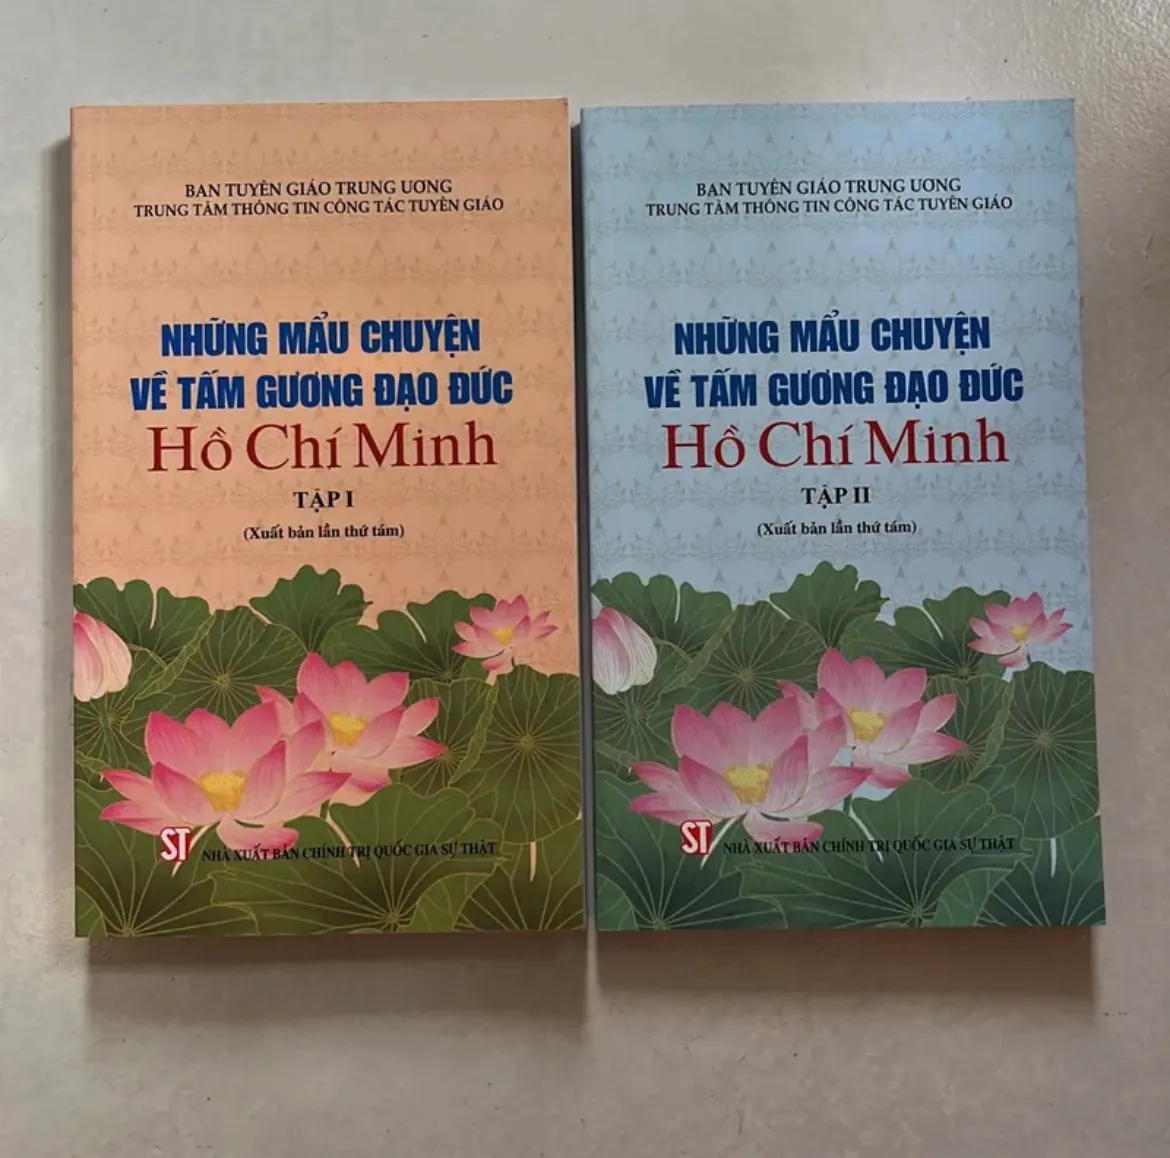 BAN TUYÊN GIÁO TRUNG ƯƠNG
TRUNG TÂM THÔNG TIN CÔNG TÁC TUYÊN GIÁO
NHỮNG MẨU CHUYỆN
VỀ TẤM GƯƠNG ĐẠO ĐỨC
Hồ Chí Minh
TẬP I
(Xuất bản lần thứ tám)
ST
NHÀ XUẤT BẢN CHÍNH TRỊ QUỐC GIA SỰ THẬT
BAN TUYÊN GIÁO TRUNG ƯƠNG
TRUNG TÂM THÔNG TIN CÔNG TÁC TUYÊN GIÁO
NHỮNG MẨU CHUYỆN
VỀ TẤM GƯƠNG ĐẠO ĐỨC
Hồ Chí Minh
TẬP II
(Xuất bản lần thứ tám)
ST
NHÀ XUẤT BẢN CHÍNH TRỊ QUỐC GIA SỰ THẬT